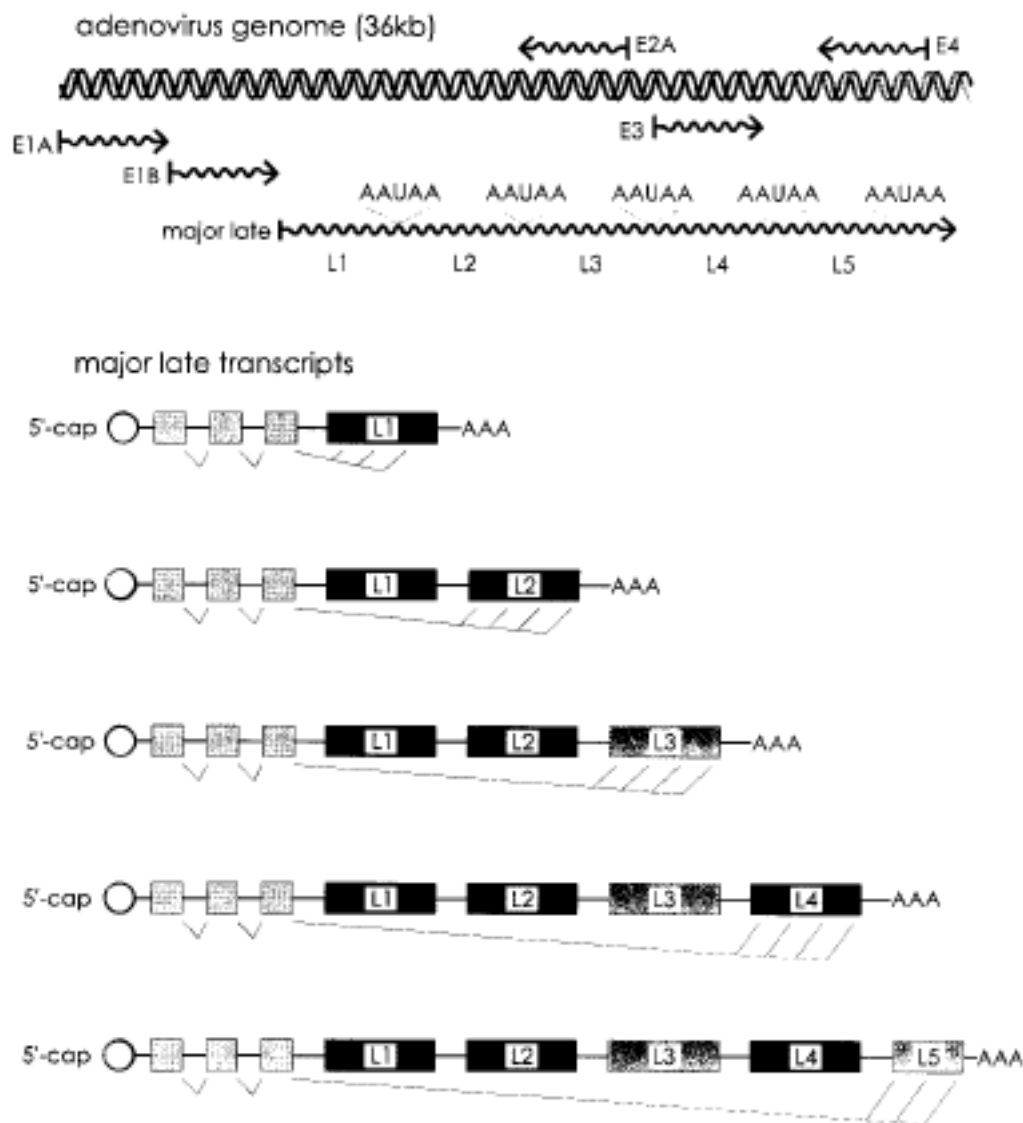 adenovirus genome (36kb)
E2A
E4
E1A
E3
E1B
AAUAA AAUAA AAUAA AAUAA AAUAA
major late
L1 L2 L3 L4 L5
major late transcripts
5'-cap L1 AAA
5'-cap L1 L2 AAA
5'-cap L1 L2 L3 AAA
5'-cap L1 L2 L3 L4 AAA
5'-cap L1 L2 L3 L4 L5 AAA